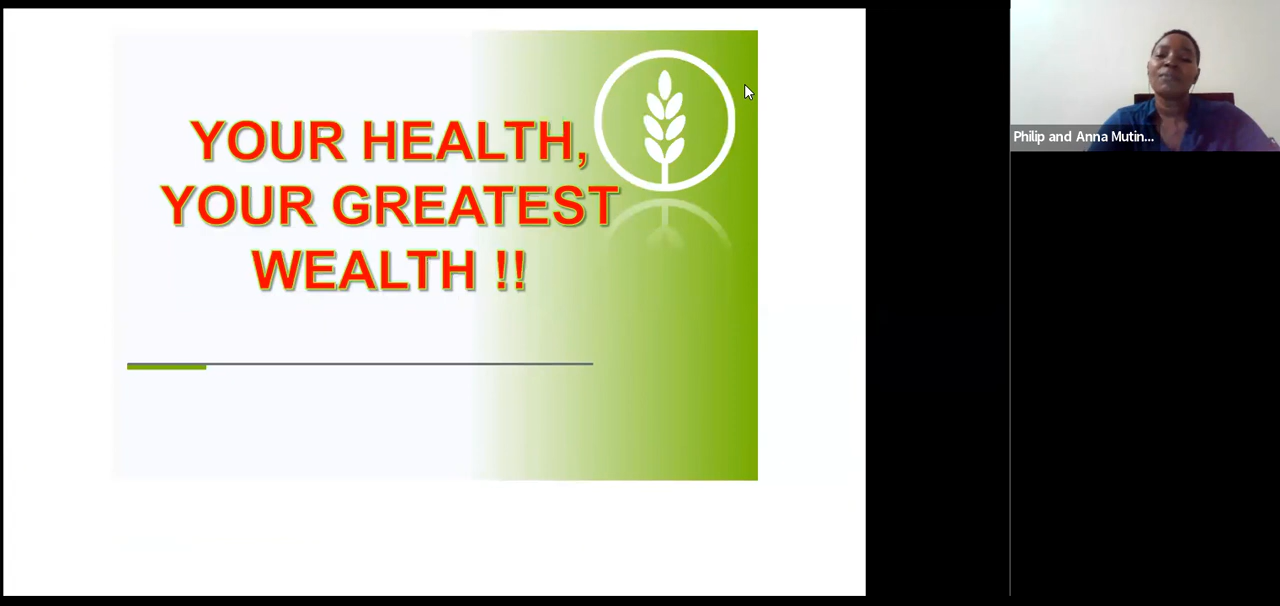 YOUR HEALTH,
YOUR GREATEST
WEALTH !!
Philip and Anna Mutin...